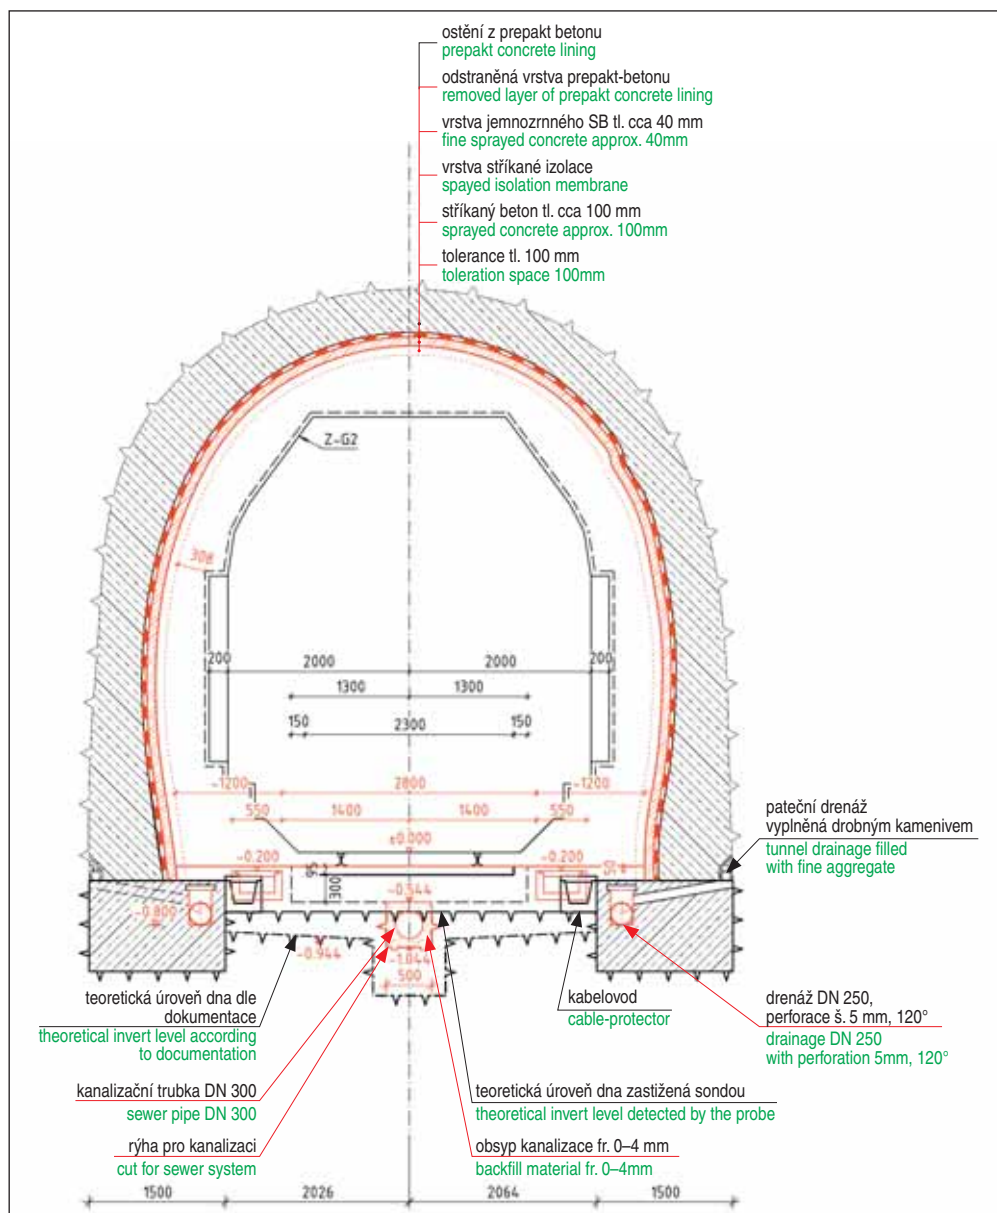 ostění z prepakt betonu
prepakt concrete lining
odstraněná vrstva prepakt-betonu
removed layer of prepakt concrete lining
vrstva jemnozrnného SB tl. cca 40 mm
fine sprayed concrete approx. 40mm
vrstva stříkané izolace
spayed isolation membrane
stříkaný beton tl. cca 100 mm
sprayed concrete approx. 100mm
tolerance tl. 100 mm
toleration space 100mm
Z-G2
308
200 2000 2000 200
1300 1300
150 2300 150
~1200 2800 ~1200
550 1400 1400 550
±0.000
-0.200 -0.200
95
300
50
-0.544
-0.800
-0.944
-1.044
500
pateční drenáž
vyplněná drobným kamenivem
tunnel drainage filled
with fine aggregate
teoretická úroveň dna dle
dokumentace
theoretical invert level according
to documentation
kabelovod
cable-protector
drenáž DN 250,
perforace š. 5 mm, 120°
drainage DN 250
with perforation 5mm, 120°
kanalizační trubka DN 300
sewer pipe DN 300
teoretická úroveň dna zastižená sondou
theoretical invert level detected by the probe
rýha pro kanalizaci
cut for sewer system
obsyp kanalizace fr. 0–4 mm
backfill material fr. 0–4mm
1500 2026 2064 1500